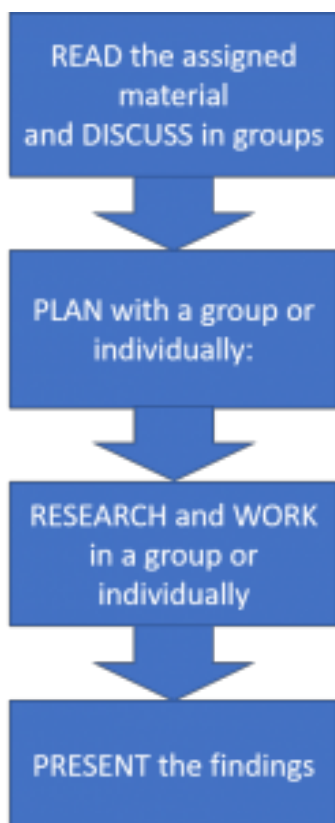 READ the assigned
material
and DISCUSS in groups
PLAN with a group or
individually:
RESEARCH and WORK
in a group or
individually
PRESENT the findings